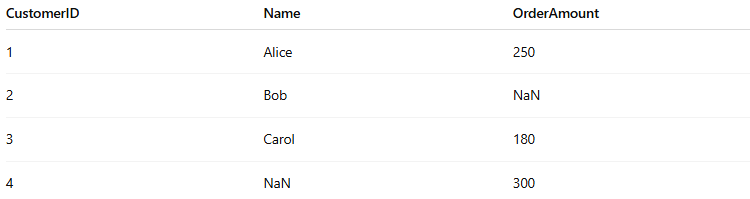 CustomerID Name OrderAmount
1 Alice 250
2 Bob NaN
3 Carol 180
4 NaN 300